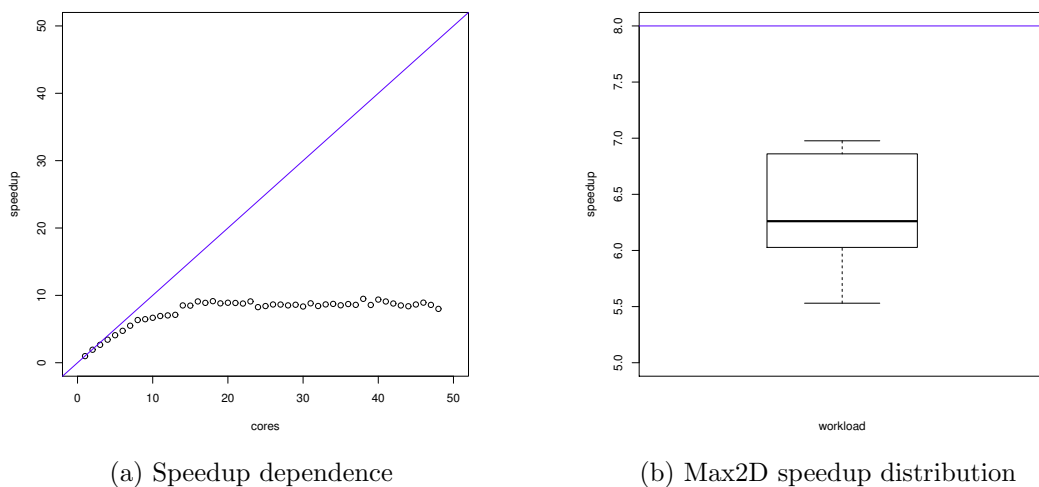 50
40
30
20
10
0
speedup
0 10 20 30 40 50
cores
(a) Speedup dependence
8.0
7.5
7.0
6.5
6.0
5.5
5.0
speedup
workload
(b) Max2D speedup distribution